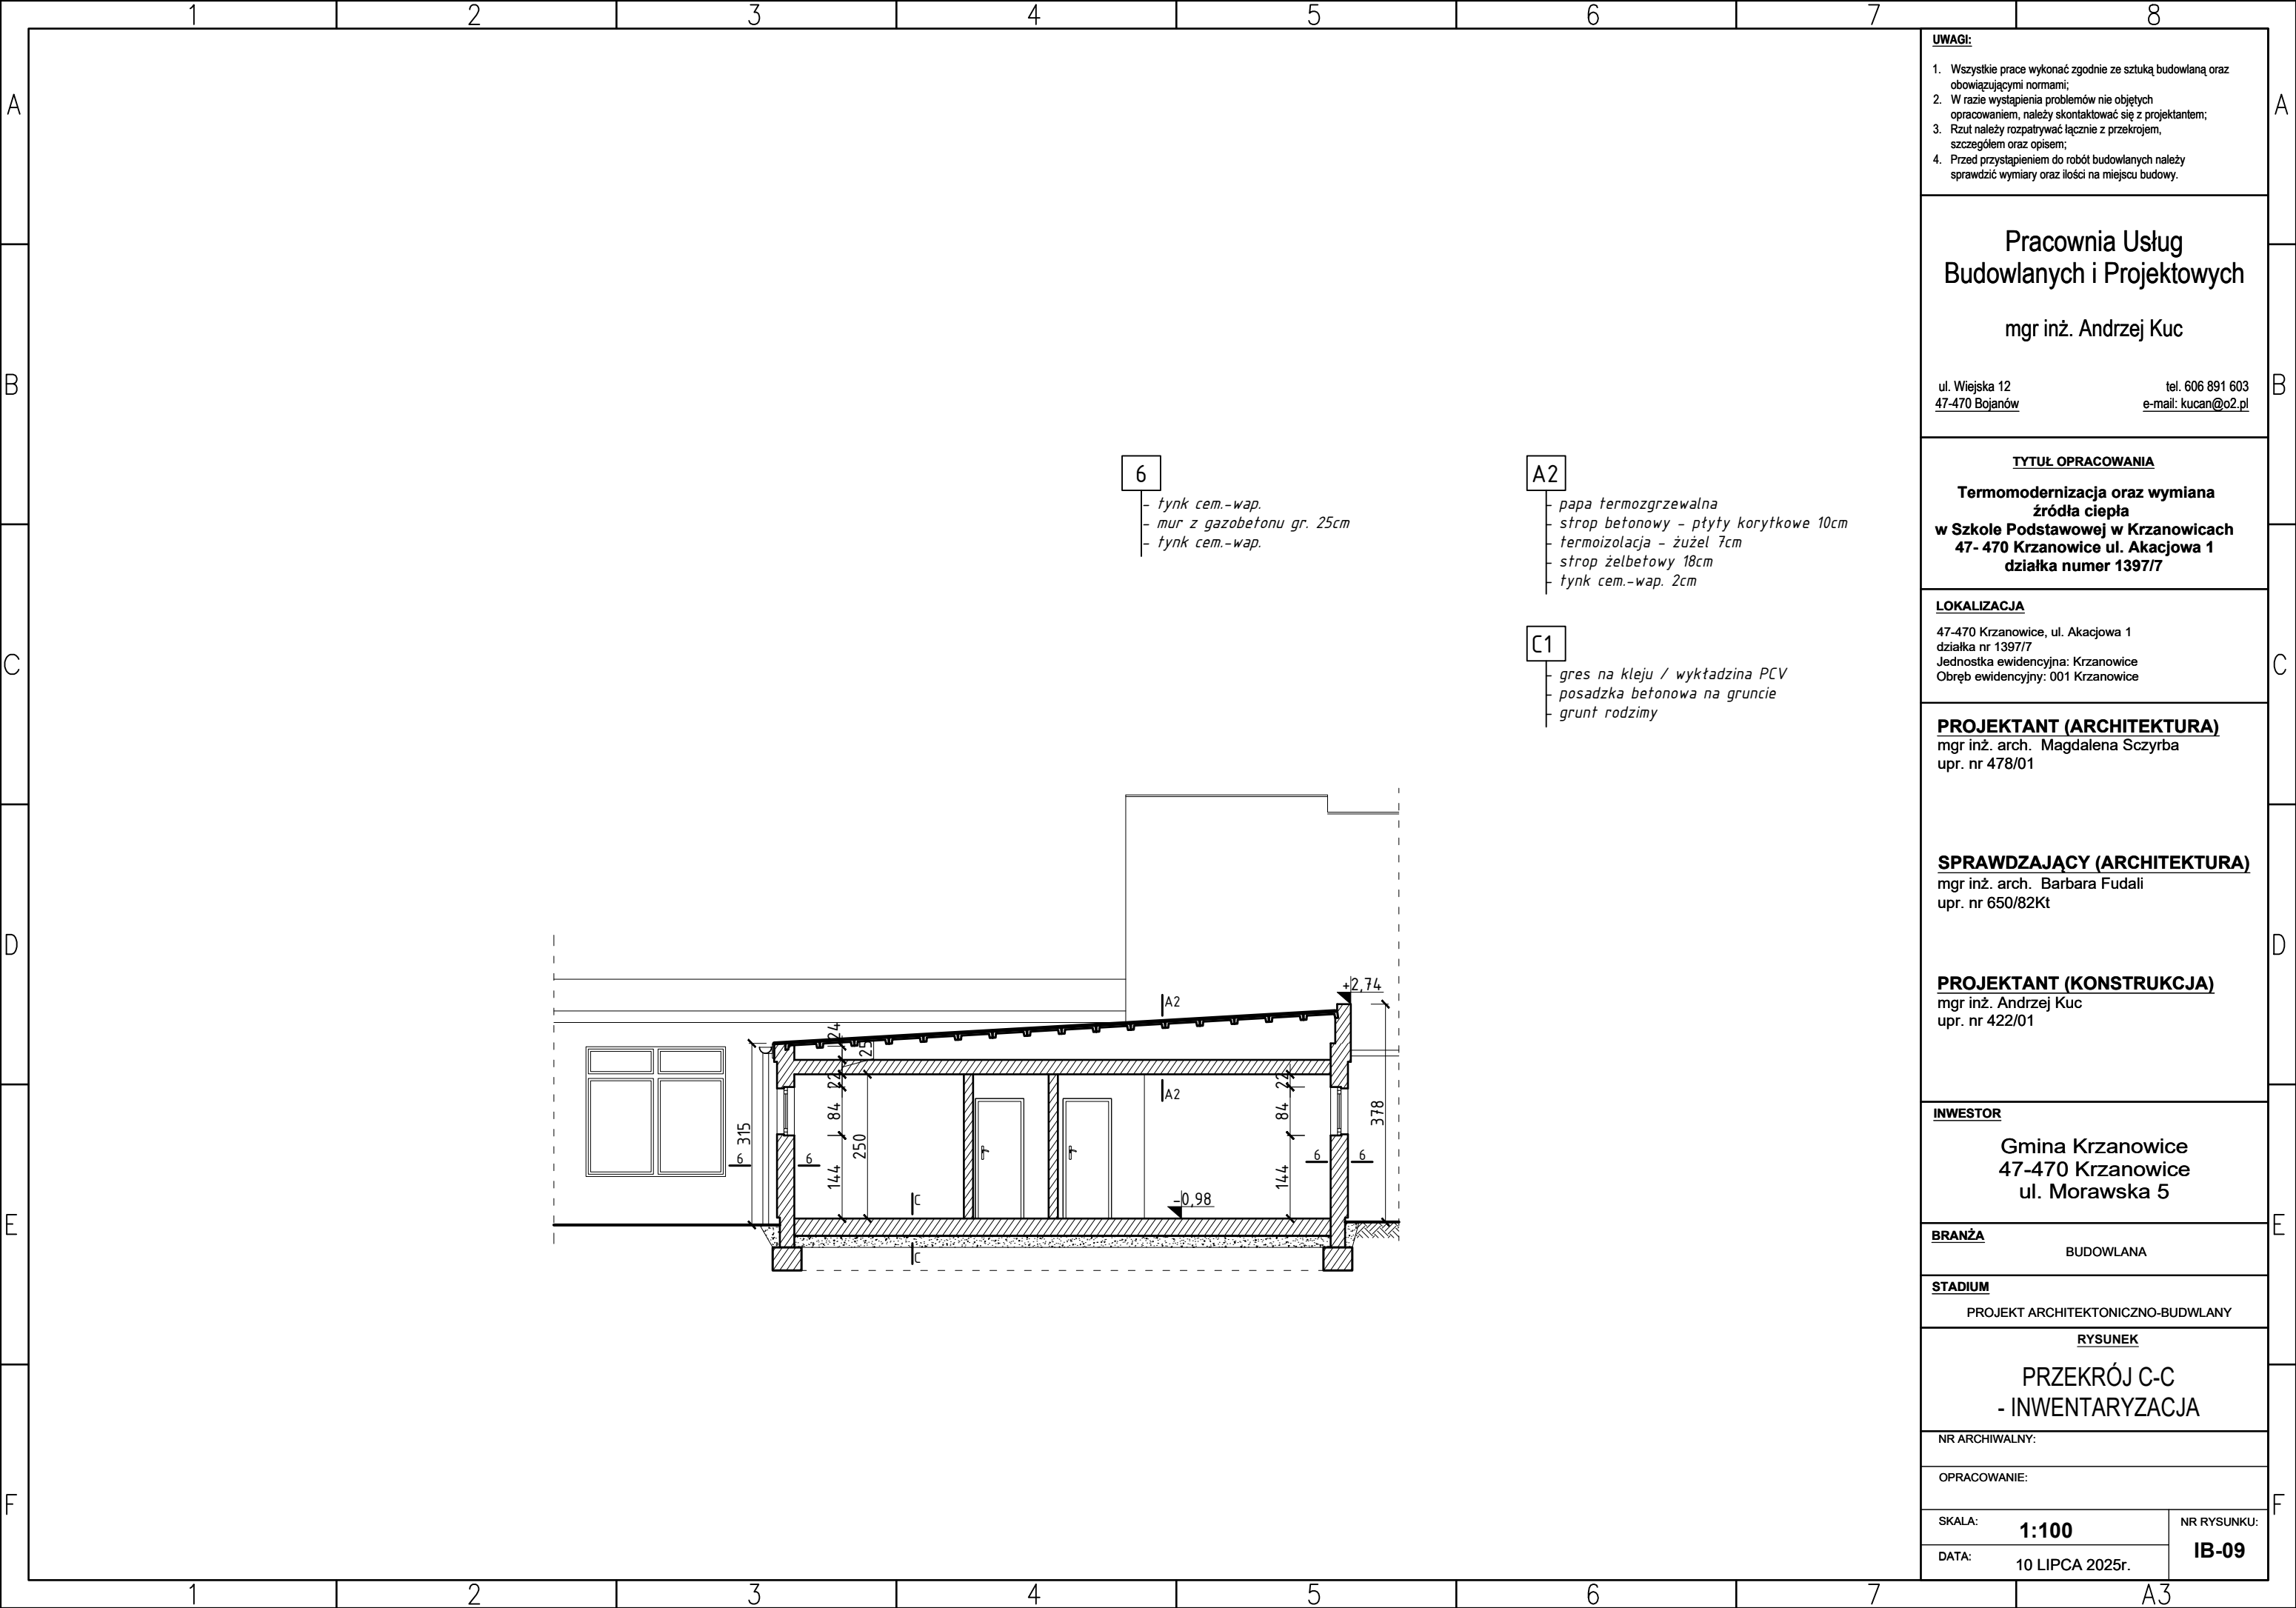 1 2 3 4 5 6 7 8
A A
B B
C C
D D
E E
F F
1 2 3 4 5 6 7 A3
6
- tynk cem.-wap.
- mur z gazobetonu gr. 25cm
- tynk cem.-wap.
A2
- papa termozgrzewalna
- strop betonowy - płyty korytkowe 10cm
- termoizolacja - żużel 7cm
- strop żelbetowy 18cm
- tynk cem.-wap. 2cm
C1
- gres na kleju / wykładzina PCV
- posadzka betonowa na gruncie
- grunt rodzimy
+2,74
A2
24
25
22
22
A2
84
84
378
315
250
6 6
6 6
144
144
C
-0,98
C
UWAGI:
1. Wszystkie prace wykonać zgodnie ze sztuką budowlaną oraz
obowiązującymi normami;
2. W razie wystąpienia problemów nie objętych
opracowaniem, należy skontaktować się z projektantem;
3. Rzut należy rozpatrywać łącznie z przekrojem,
szczegółem oraz opisem;
4. Przed przystąpieniem do robót budowlanych należy
sprawdzić wymiary oraz ilości na miejscu budowy.
Pracownia Usług
Budowlanych i Projektowych
mgr inż. Andrzej Kuc
ul. Wiejska 12 tel. 606 891 603
47-470 Bojanów e-mail: kucan@o2.pl
TYTUŁ OPRACOWANIA
Termomodernizacja oraz wymiana
źródła ciepła
w Szkole Podstawowej w Krzanowicach
47- 470 Krzanowice ul. Akacjowa 1
działka numer 1397/7
LOKALIZACJA
47-470 Krzanowice, ul. Akacjowa 1
działka nr 1397/7
Jednostka ewidencyjna: Krzanowice
Obręb ewidencyjny: 001 Krzanowice
PROJEKTANT (ARCHITEKTURA)
mgr inż. arch. Magdalena Sczyrba
upr. nr 478/01
SPRAWDZAJĄCY (ARCHITEKTURA)
mgr inż. arch. Barbara Fudali
upr. nr 650/82Kt
PROJEKTANT (KONSTRUKCJA)
mgr inż. Andrzej Kuc
upr. nr 422/01
INWESTOR
Gmina Krzanowice
47-470 Krzanowice
ul. Morawska 5
BRANŻA
BUDOWLANA
STADIUM
PROJEKT ARCHITEKTONICZNO-BUDWLANY
RYSUNEK
PRZEKRÓJ C-C
- INWENTARYZACJA
NR ARCHIWALNY:
OPRACOWANIE:
SKALA: 1:100
NR RYSUNKU:
IB-09
DATA: 10 LIPCA 2025r.